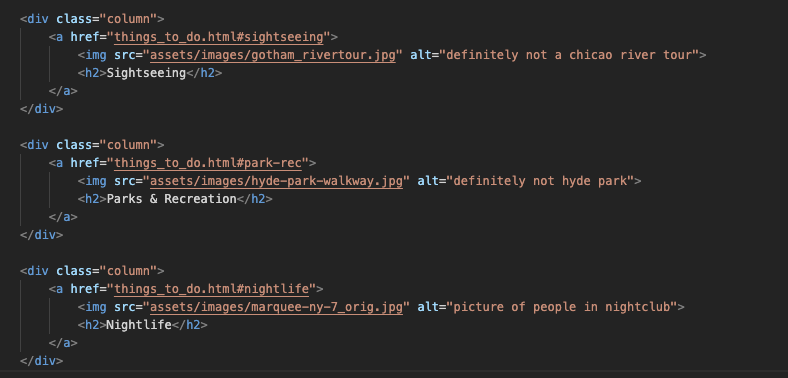 <div class="column">
<a href="things_to_do.html#sightseeing">
<img src="assets/images/gotham_rivertour.jpg" alt="definitely not a chicao river tour">
<h2>Sightseeing</h2>
</a>
</div>
<div class="column">
<a href="things_to_do.html#park-rec">
<img src="assets/images/hyde-park-walkway.jpg" alt="definitely not hyde park">
<h2>Parks & Recreation</h2>
</a>
</div>
<div class="column">
<a href="things_to_do.html#nightlife">
<img src="assets/images/marquee-ny-7_orig.jpg" alt="picture of people in nightclub">
<h2>Nightlife</h2>
</a>
</div>